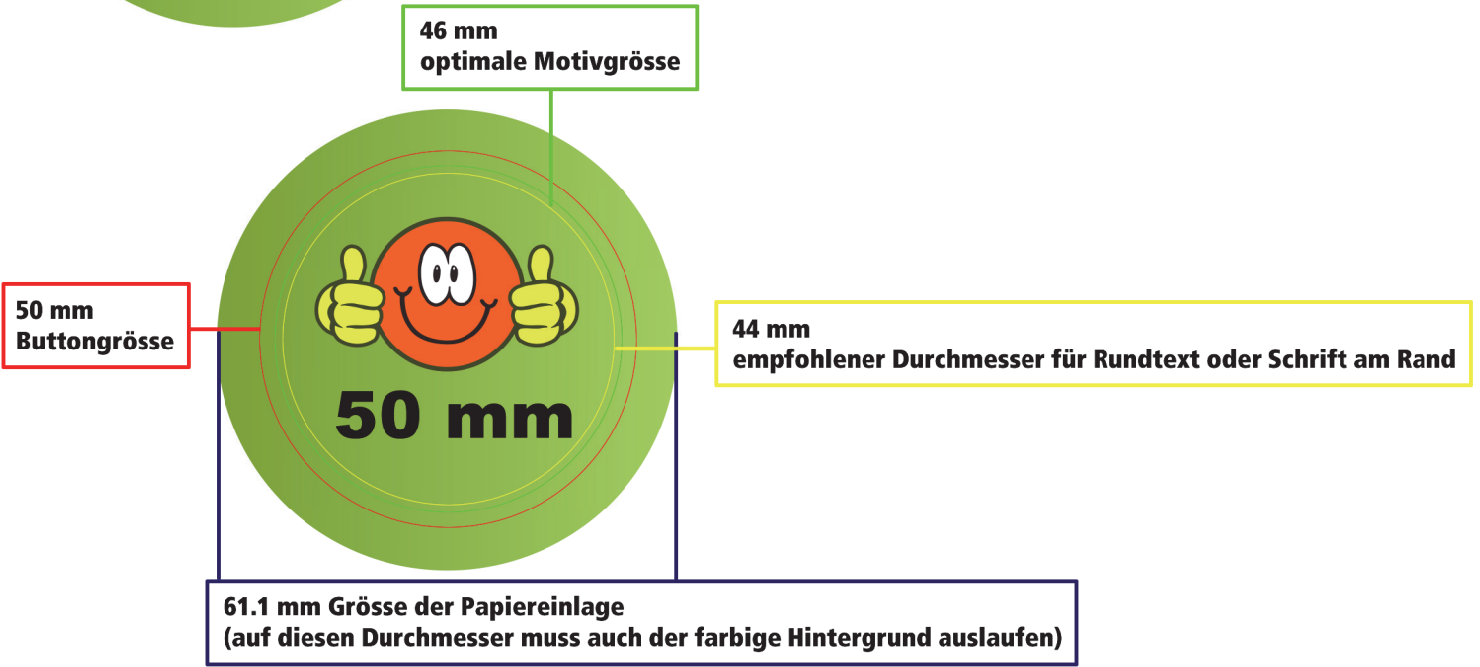 46 mm
optimale Motivgrösse
50 mm
Buttongrösse
44 mm
empfohlener Durchmesser für Rundtext oder Schrift am Rand
50 mm
61.1 mm Grösse der Papiereinlage
(auf diesen Durchmesser muss auch der farbige Hintergrund auslaufen)